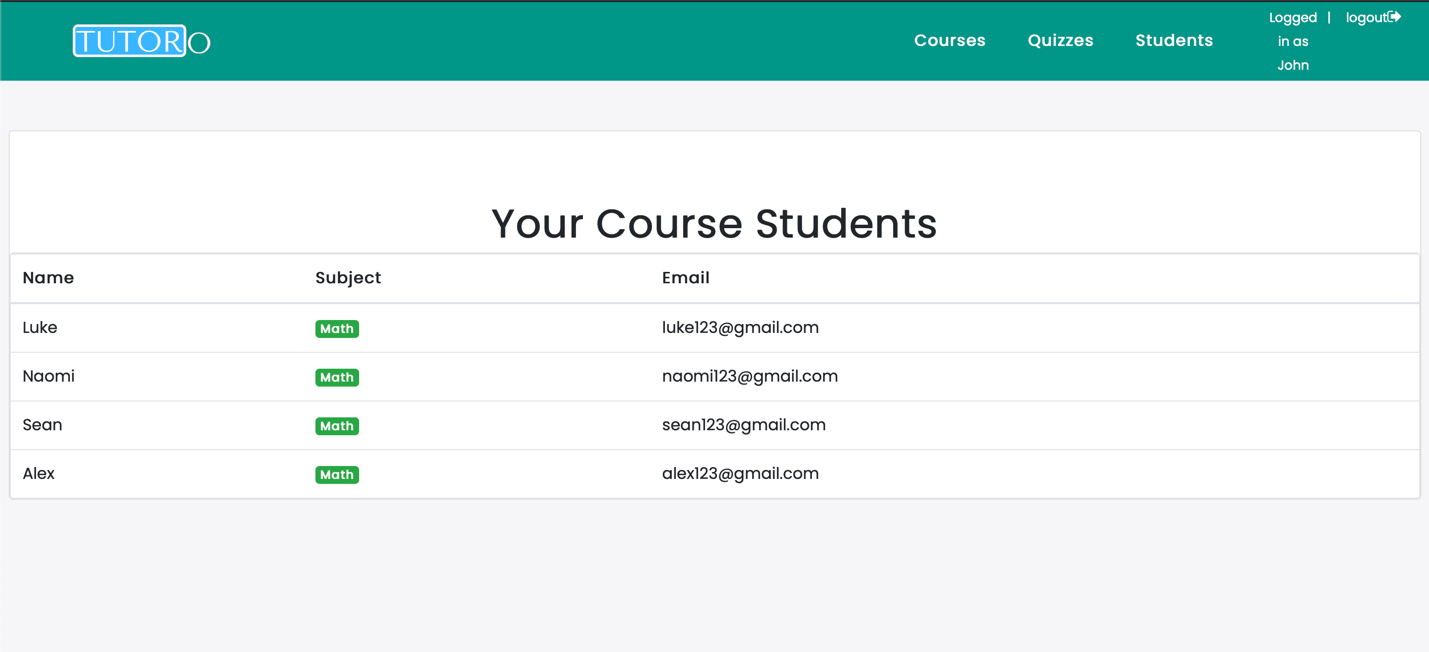 TUTORO
Courses
Quizzes
Students
Logged in as John
|
logout
Your Course Students
Name Subject Email
Luke Math luke123@gmail.com
Naomi Math naomi123@gmail.com
Sean Math sean123@gmail.com
Alex Math alex123@gmail.com